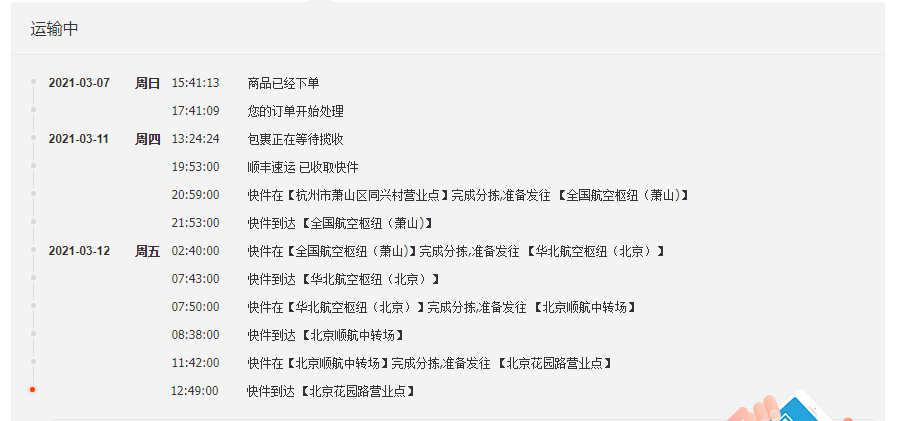 运输中
2021-03-07 周日 15:41:13 商品已经下单
17:41:09 您的订单开始处理
2021-03-11 周四 13:24:24 包裹正在等待揽收
19:53:00 顺丰速运 已收取快件
20:59:00 快件在【杭州市萧山区同兴村营业点】完成分拣,准备发往 【全国航空枢纽（萧山)】
21:53:00 快件到达 【全国航空枢纽（萧山)】
2021-03-12 周五 02:40:00 快件在【全国航空枢纽（萧山)】完成分拣,准备发往 【华北航空枢纽（北京）】
07:43:00 快件到达 【华北航空枢纽（北京）】
07:50:00 快件在【华北航空枢纽（北京）】完成分拣,准备发往 【北京顺航中转场】
08:38:00 快件到达 【北京顺航中转场】
11:42:00 快件在【北京顺航中转场】完成分拣,准备发往 【北京花园路营业点】
12:49:00 快件到达 【北京花园路营业点】